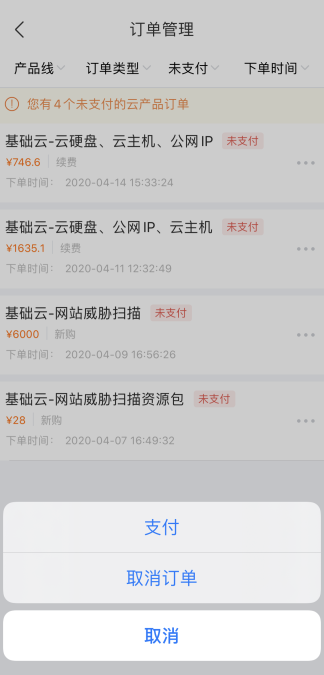 订单管理
产品线 订单类型 未支付 下单时间
您有4个未支付的云产品订单
基础云-云硬盘、云主机、公网IP 未支付
¥746.6 续费
下单时间： 2020-04-14 15:33:24
基础云-云硬盘、公网IP、云主机 未支付
¥1635.1 续费
下单时间： 2020-04-11 12:32:49
基础云-网站威胁扫描 未支付
¥6000 新购
下单时间： 2020-04-09 16:56:26
基础云-网站威胁扫描资源包 未支付
¥28 新购
下单时间： 2020-04-07 16:49:32
支付
取消订单
取消